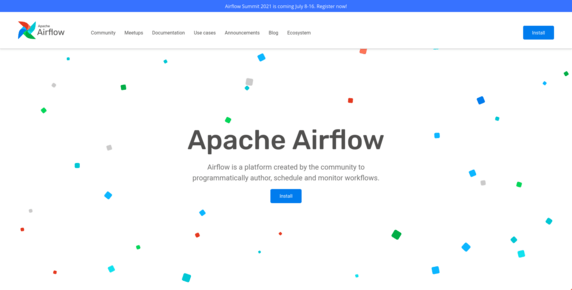 Airflow Summit 2021 is coming July 8-16. Register now!
Apache
Airflow
Community
Meetups
Documentation
Use cases
Announcements
Blog
Ecosystem
Install
Apache Airflow
Airflow is a platform created by the community to
programmatically author, schedule and monitor workflows.
Install